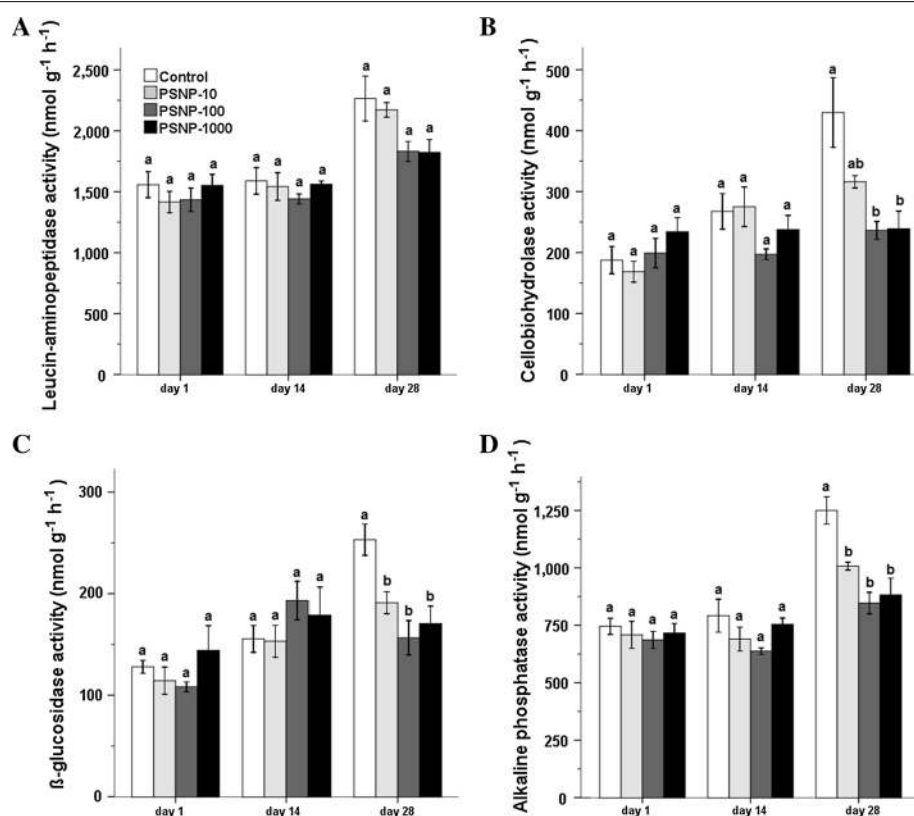 A
Leucin-aminopeptidase activity (nmol g-1 h-1 )
2,500
2,000
1,500
1,000
500
0
Control
PSNP-10
PSNP-100
PSNP-1000
a a a a
a a a a
a a a a
day 1 day 14 day 28
B
Cellobiohydrolase activity (nmol g-1 h-1 )
500
400
300
200
100
0
a a a a
a a a a
a ab b b
day 1 day 14 day 28
C
ß-glucosidase activity (nmol g-1 h-1 )
300
200
100
0
a a a a
a a a a
a b b b
day 1 day 14 day 28
D
Alkaline phosphatase activity (nmol g-1 h-1 )
1,250
1,000
750
500
250
0
a a a a
a a a a
a b b b
day 1 day 14 day 28